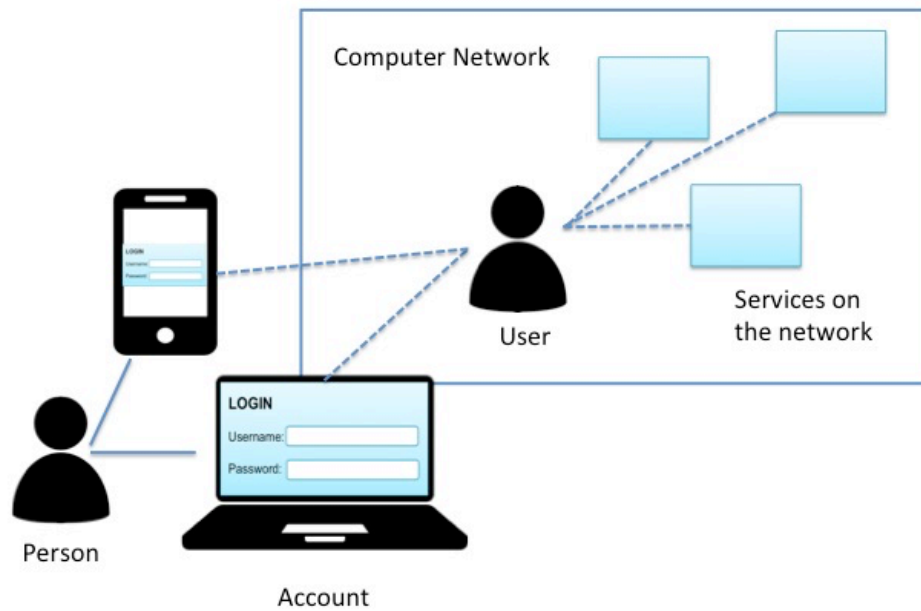 Computer Network
LOGIN
Username:
Password:
User
Services on
the network
LOGIN
Username:
Password:
Person
Account